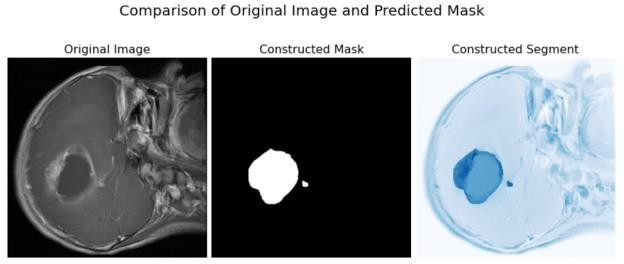 Comparison of Original Image and Predicted Mask
Original Image
Constructed Mask
Constructed Segment